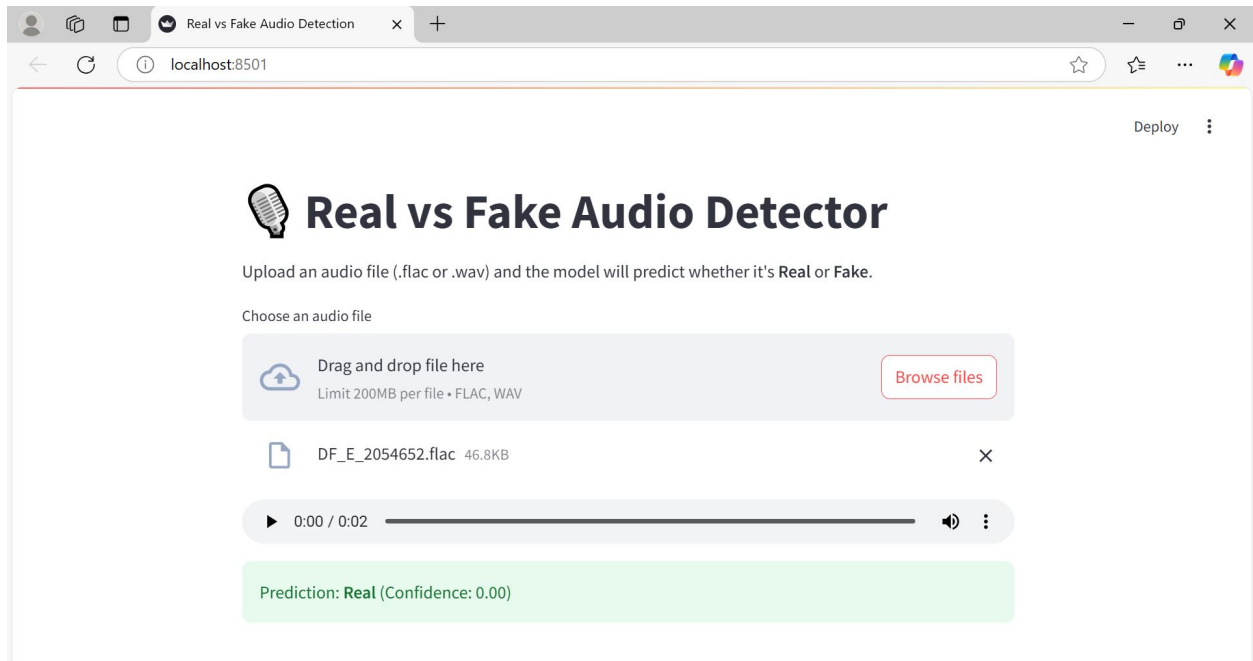 Real vs Fake Audio Detection
localhost:8501
Deploy
Real vs Fake Audio Detector
Upload an audio file (.flac or .wav) and the model will predict whether it's Real or Fake.
Choose an audio file
Drag and drop file here
Limit 200MB per file • FLAC, WAV
Browse files
DF_E_2054652.flac 46.8KB
0:00 / 0:02
Prediction: Real (Confidence: 0.00)